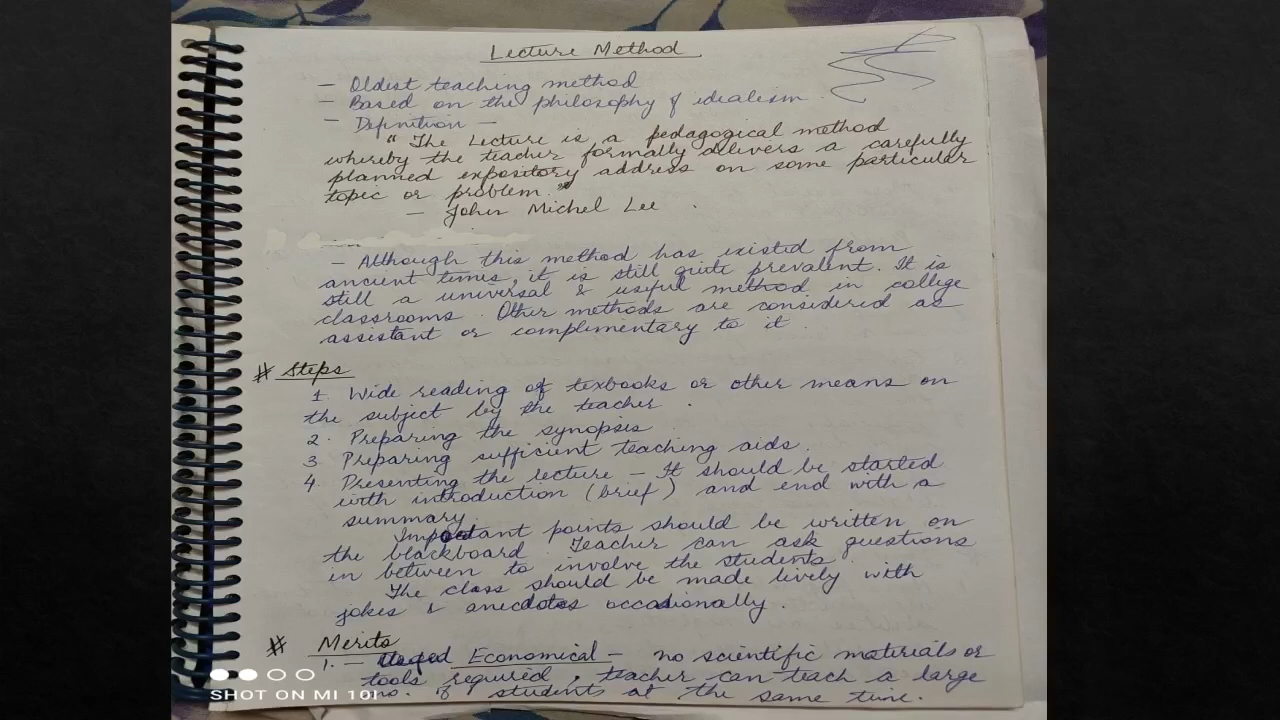 Lecture Method
- Oldest teaching method
- Based on the philosophy of idealism.
- Definition -
"The Lecture is a pedagogical method
whereby the teacher formally delivers a carefully
planned expository address on some particular
topic or problem."
- John Michel Lee.
- Although this method has existed from
ancient times, it is still quite prevalent. It is
still a universal & useful method in college
classrooms. Other methods are considered as
assistant or complimentary to it.
# Steps
1. Wide reading of texbooks or other means on
the subject by the teacher.
2. Preparing the synopsis
3. Preparing sufficient teaching aids.
4. Presenting the lecture - It should be started
with introduction (brief) and end with a
summary.
Important points should be written on
the blackboard. Teacher can ask questions
in between to involve the students.
The class should be made lively with
jokes & anecdotes occasionally.
# Merits
1. - Economical - no scientific materials or
tools required, teacher can teach a large
no. of students at the same time.
SHOT ON MI 10I